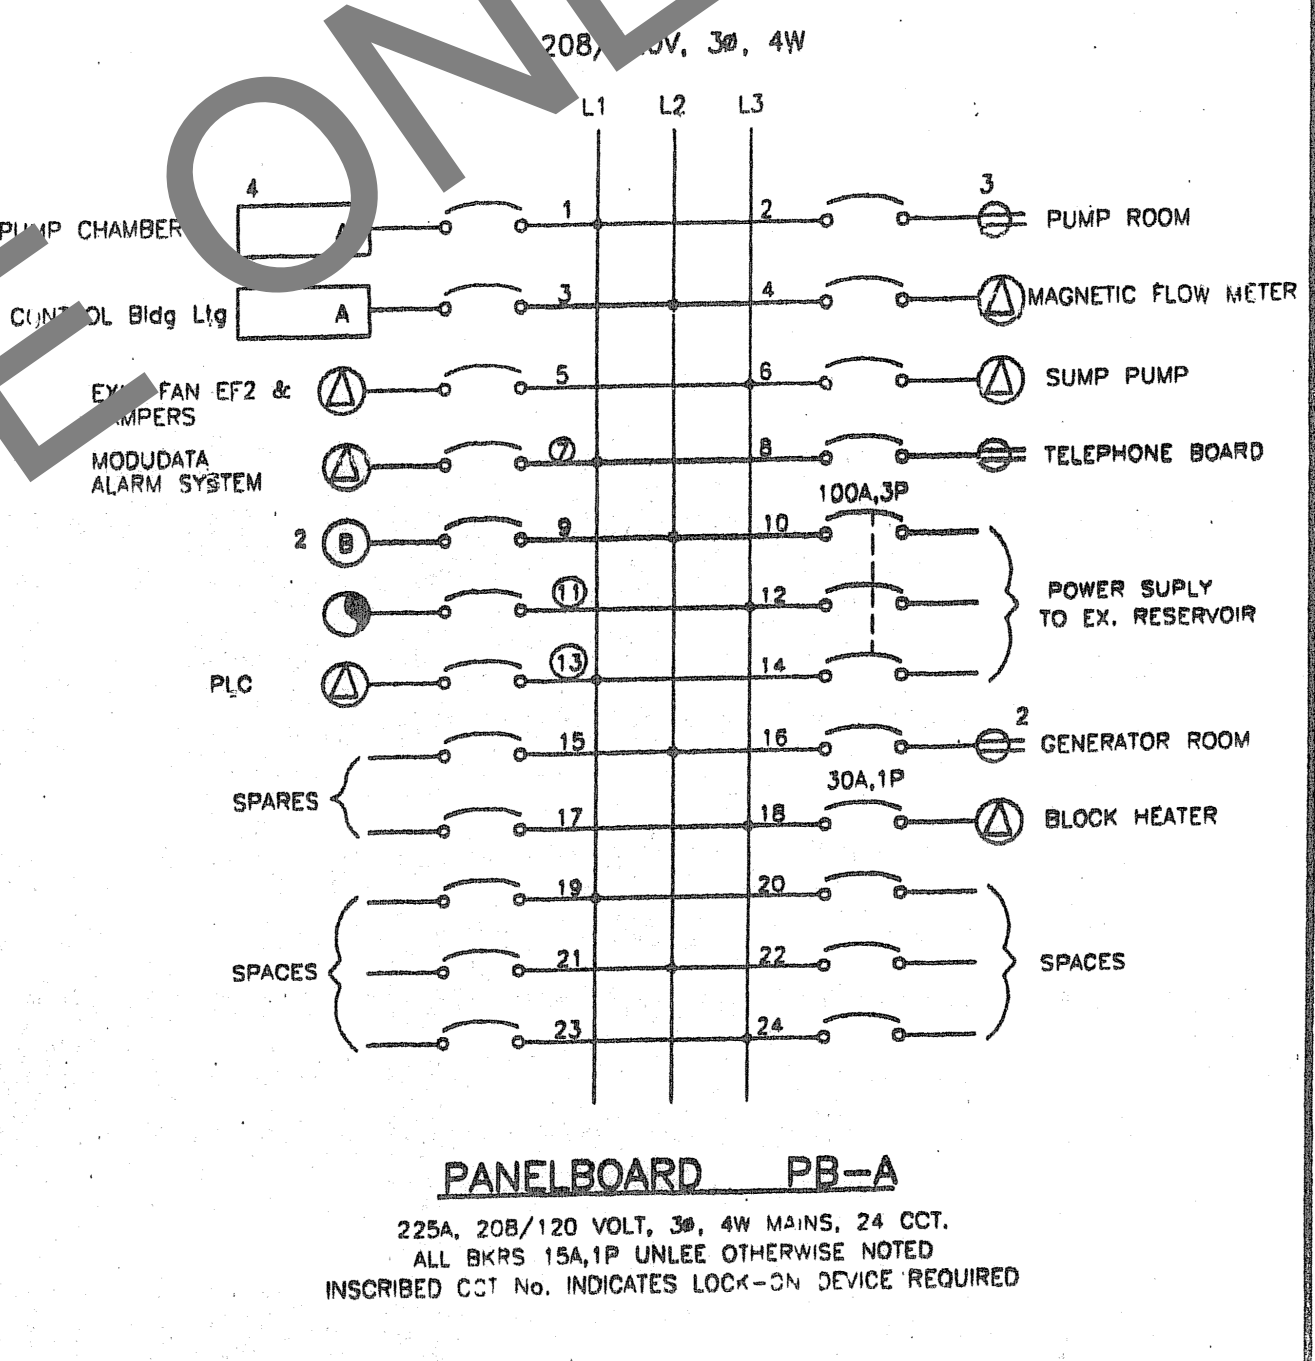 208/ V, 3ø, 4W
L1 L2 L3
4
PUMP CHAMBER A 1 2 3 PUMP ROOM
CONTROL Bldg Ltg A 3 4 MAGNETIC FLOW METER
FAN EF2 & 5 6 SUMP PUMP
MODUDATA 7 8 TELEPHONE BOARD
ALARM SYSTEM
100A,3P
2 B 9 10
11 12 POWER SUPLY
TO EX. RESERVOIR
PLC 13 14
15 16 2 GENERATOR ROOM
SPARES
30A,1P
17 18 BLOCK HEATER
19 20
SPACES 21 22 SPACES
23 24
PANELBOARD PB-A
225A, 208/120 VOLT, 3ø, 4W MAINS, 24 CCT.
ALL BKRS 15A,1P UNLEE OTHERWISE NOTED
INSCRIBED CCT No. INDICATES LOCK-ON DEVICE REQUIRED
E ONE